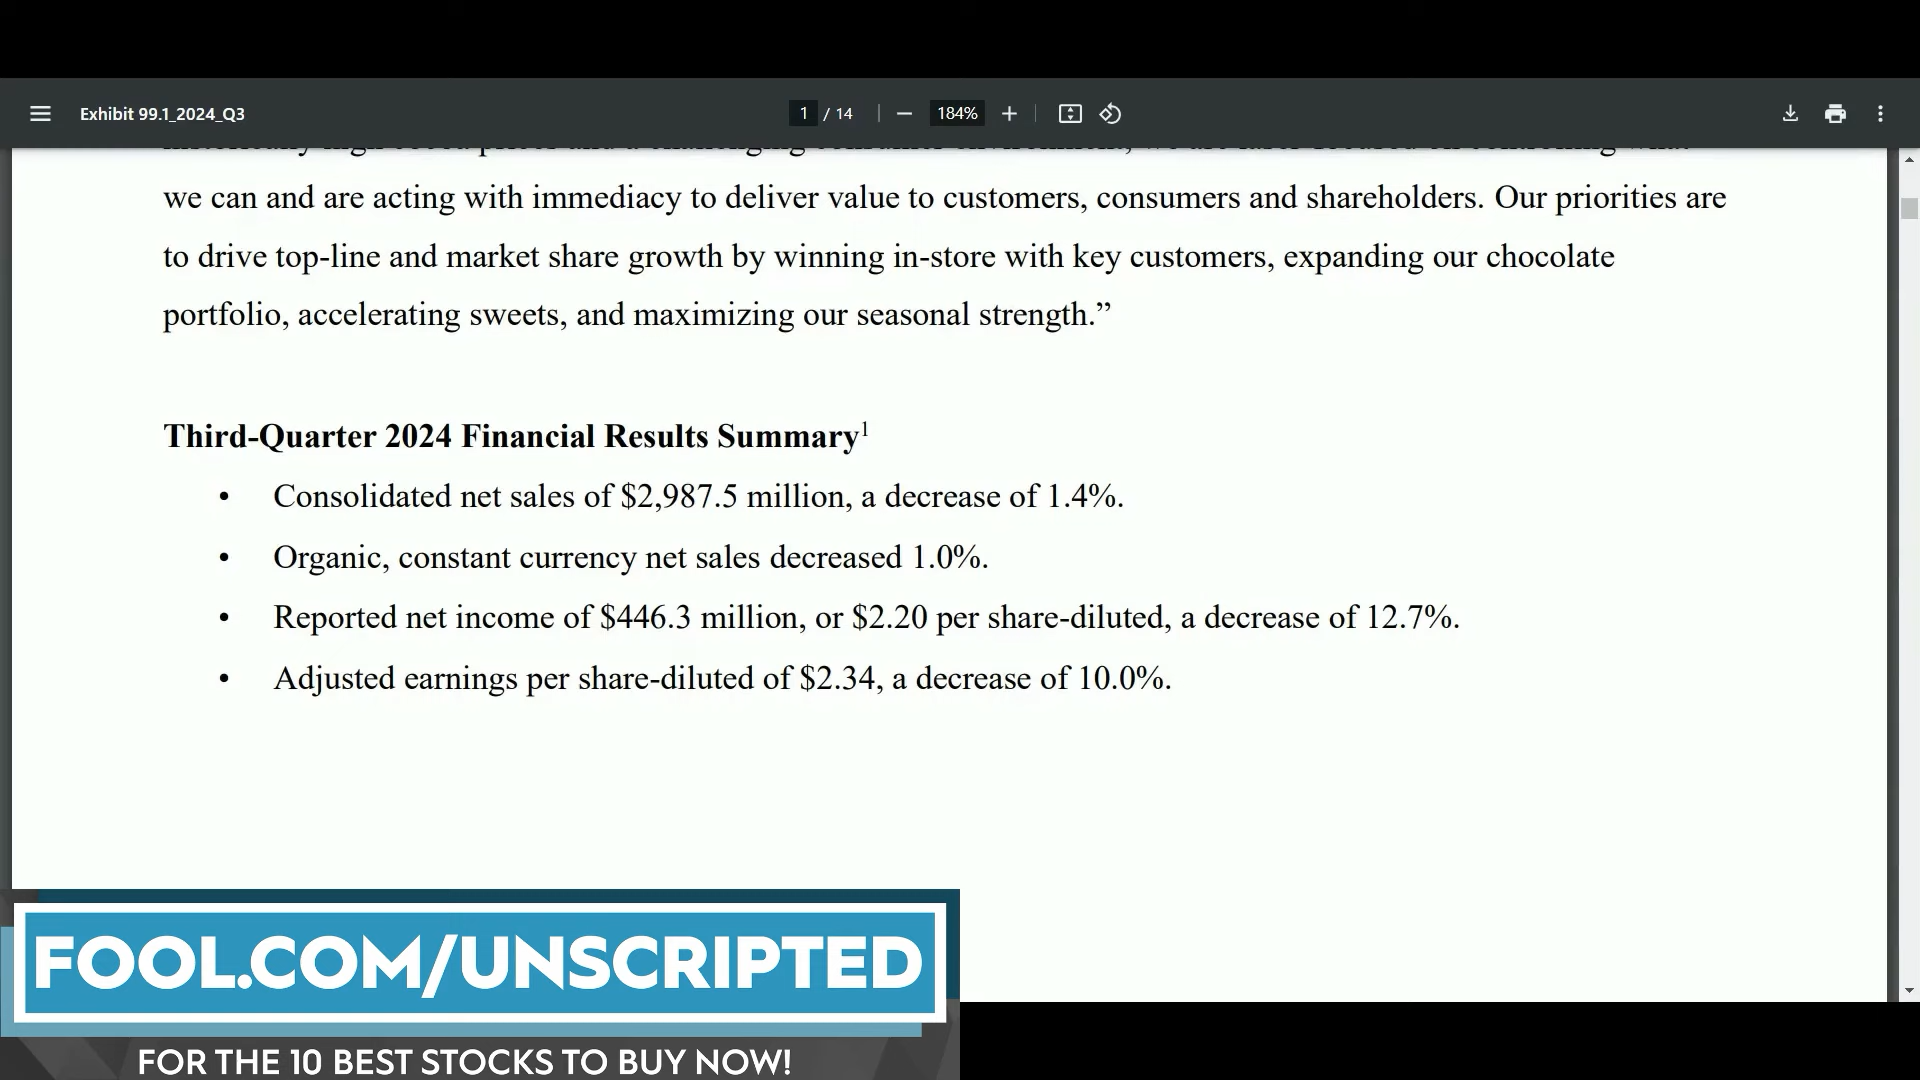 Exhibit 99.1_2024_Q3
1 / 14
184%
we can and are acting with immediacy to deliver value to customers, consumers and shareholders. Our priorities are
to drive top-line and market share growth by winning in-store with key customers, expanding our chocolate
portfolio, accelerating sweets, and maximizing our seasonal strength.”
Third-Quarter 2024 Financial Results Summary1
• Consolidated net sales of $2,987.5 million, a decrease of 1.4%.
• Organic, constant currency net sales decreased 1.0%.
• Reported net income of $446.3 million, or $2.20 per share-diluted, a decrease of 12.7%.
• Adjusted earnings per share-diluted of $2.34, a decrease of 10.0%.
FOOL.COM/UNSCRIPTED
FOR THE 10 BEST STOCKS TO BUY NOW!